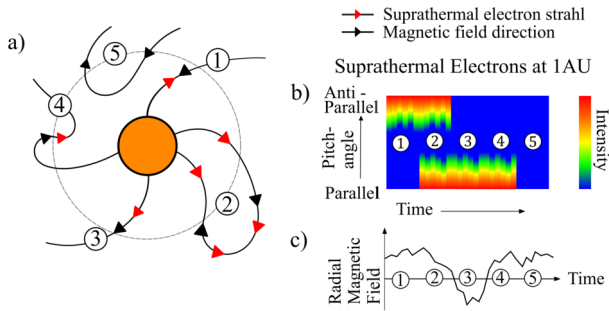 Suprathermal electron strahl
Magnetic field direction
a)
1
2
3
4
5
Suprathermal Electrons at 1AU
b)
Anti -
Parallel
Pitch-
angle
Parallel
1 2 3 4 5
Time
Intensity
c)
Radial
Magnetic
Field
1 2 3 4 5
Time